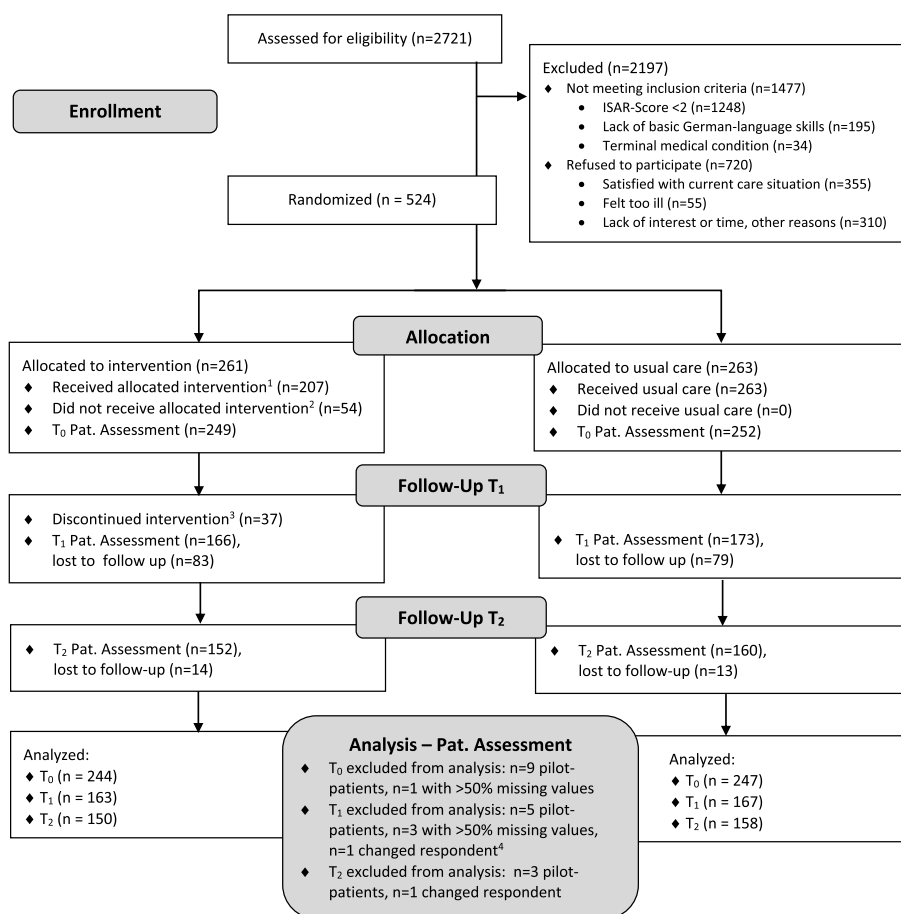 Assessed for eligibility (n=2721)
Excluded (n=2197)
♦ Not meeting inclusion criteria (n=1477)
• ISAR-Score <2 (n=1248)
• Lack of basic German-language skills (n=195)
• Terminal medical condition (n=34)
♦ Refused to participate (n=720)
• Satisfied with current care situation (n=355)
• Felt too ill (n=55)
• Lack of interest or time, other reasons (n=310)
Enrollment
Randomized (n = 524)
Allocation
Allocated to intervention (n=261)
♦ Received allocated intervention¹ (n=207)
♦ Did not receive allocated intervention² (n=54)
♦ T₀ Pat. Assessment (n=249)
Allocated to usual care (n=263)
♦ Received usual care (n=263)
♦ Did not receive usual care (n=0)
♦ T₀ Pat. Assessment (n=252)
Follow-Up T₁
♦ Discontinued intervention³ (n=37)
♦ T₁ Pat. Assessment (n=166),
lost to follow up (n=83)
♦ T₁ Pat. Assessment (n=173),
lost to follow up (n=79)
Follow-Up T₂
♦ T₂ Pat. Assessment (n=152),
lost to follow-up (n=14)
♦ T₂ Pat. Assessment (n=160),
lost to follow-up (n=13)
Analyzed:
♦ T₀ (n = 244)
♦ T₁ (n = 163)
♦ T₂ (n = 150)
Analysis – Pat. Assessment
♦ T₀ excluded from analysis: n=9 pilot-
patients, n=1 with >50% missing values
♦ T₁ excluded from analysis: n=5 pilot-
patients, n=3 with >50% missing values,
n=1 changed respondent⁴
♦ T₂ excluded from analysis: n=3 pilot-
patients, n=1 changed respondent
Analyzed:
♦ T₀ (n = 247)
♦ T₁ (n = 167)
♦ T₂ (n = 158)